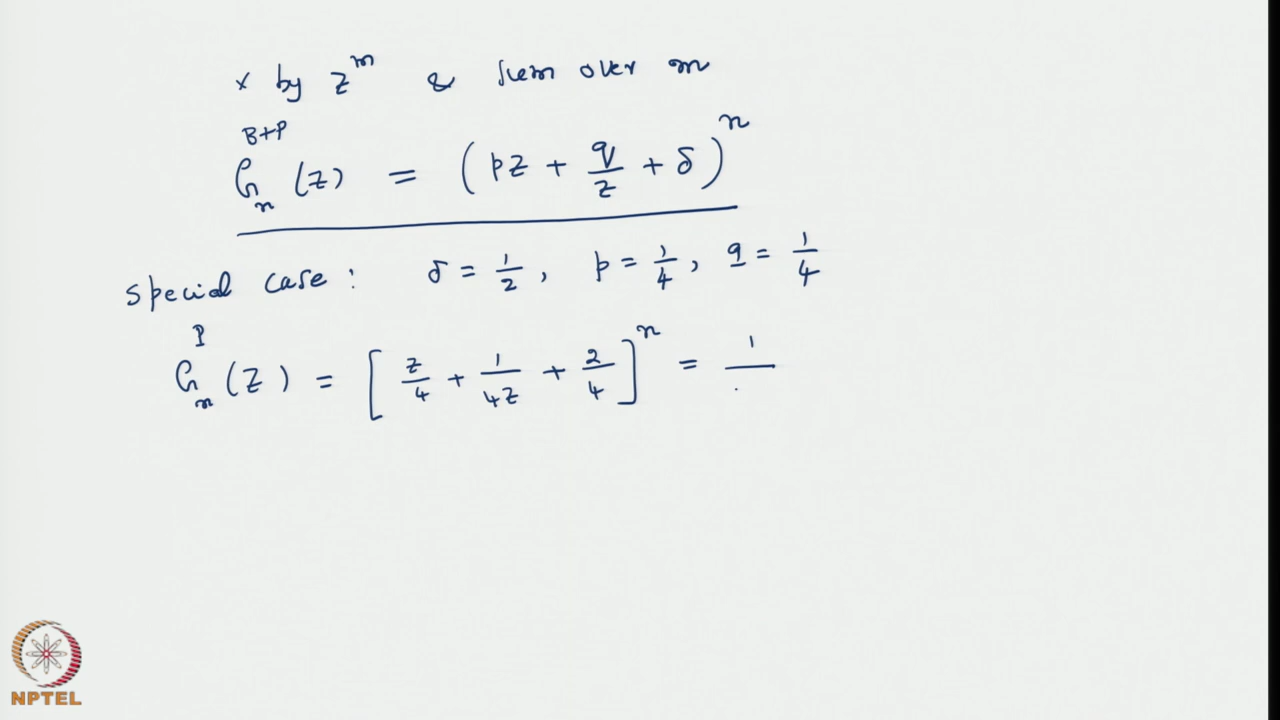 x by z^m & sum over m
B+P
G_n (z) = (pz + q/z + δ)^n
special case : δ = 1/2, p = 1/4, q = 1/4
P
G_n (z) = [z/4 + 1/4z + 2/4]^n = 1/
NPTEL